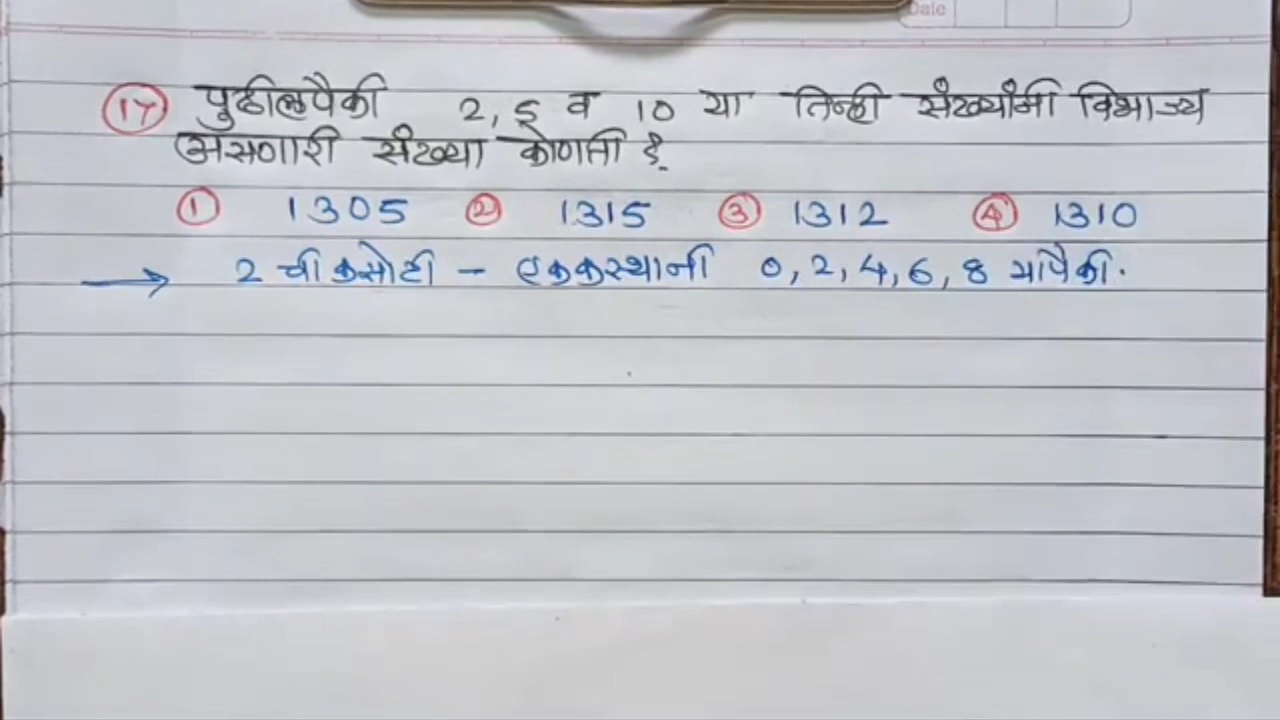 Date
17 पुढीलपैकी 2, 5 व 10 या तिन्ही संख्यांनी विभाज्य
असणारी संख्या कोणती है.
1 1305 2 1315 3 1312 4 1310
→ 2 ची कसोटी - एककस्थानी 0, 2, 4, 6, 8 यापैकी.